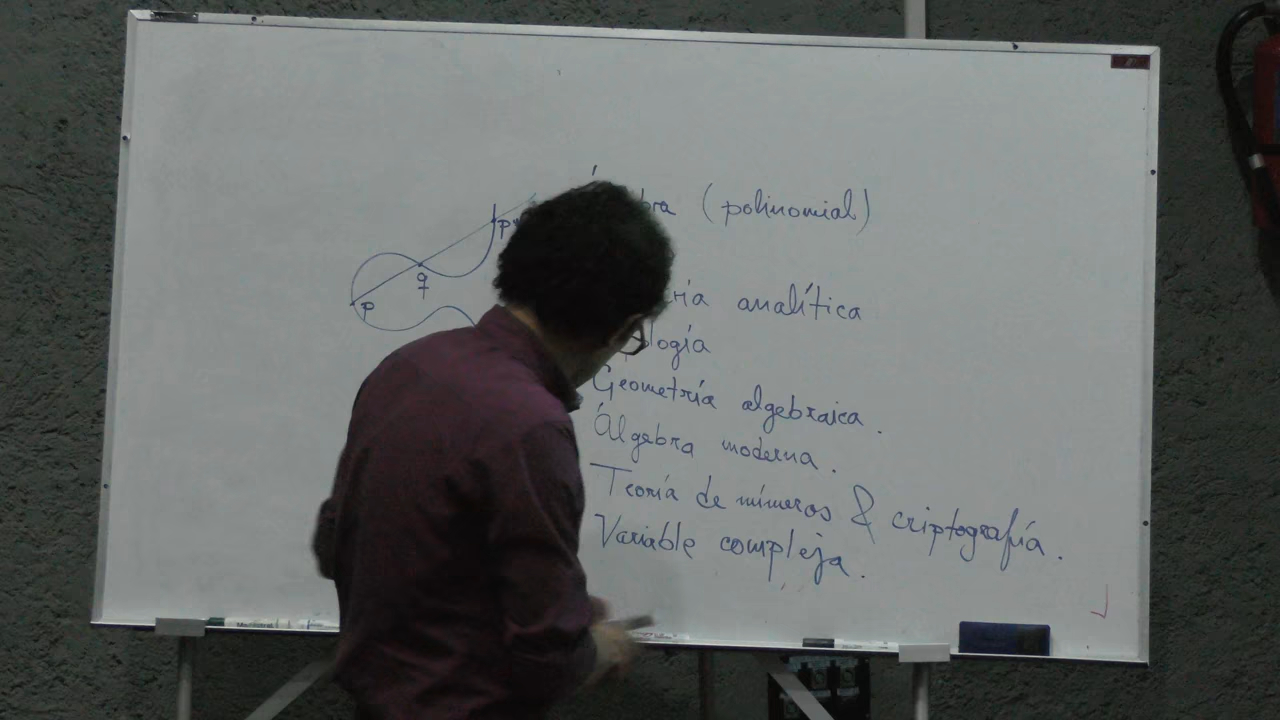 (polinomial)
analítica
Geometría algebraica.
Álgebra moderna.
Teoría de números & criptografía.
Variable compleja.
p
q